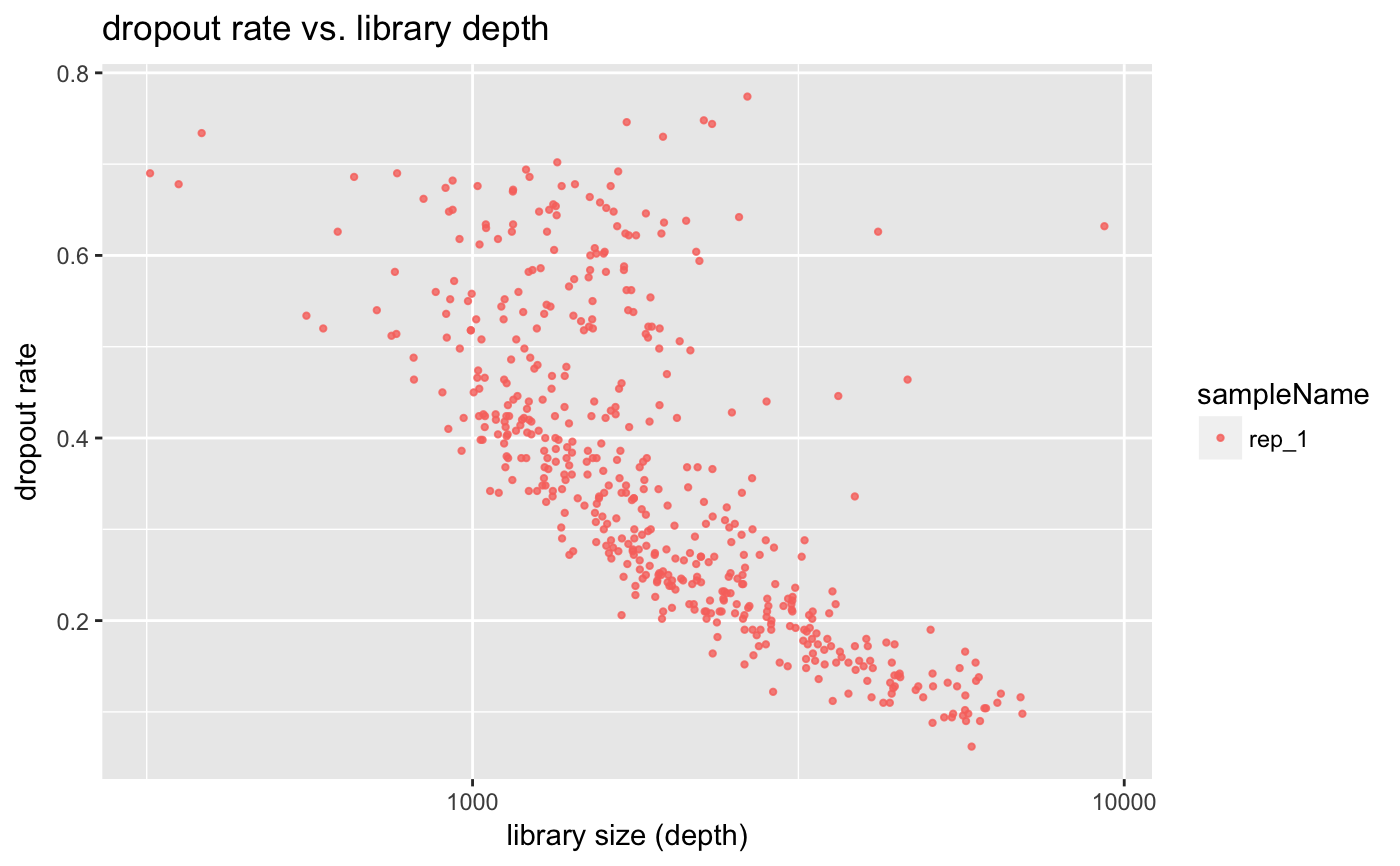 dropout rate vs. library depth
0.8
0.6
0.4
0.2
dropout rate
1000
10000
library size (depth)
sampleName
rep_1